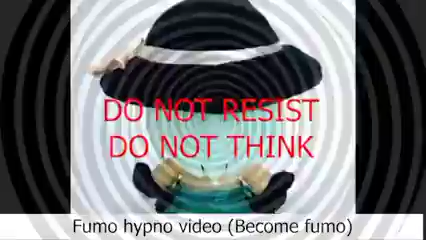 DO NOT RESIST
DO NOT THINK
Fumo hypno video (Become fumo)